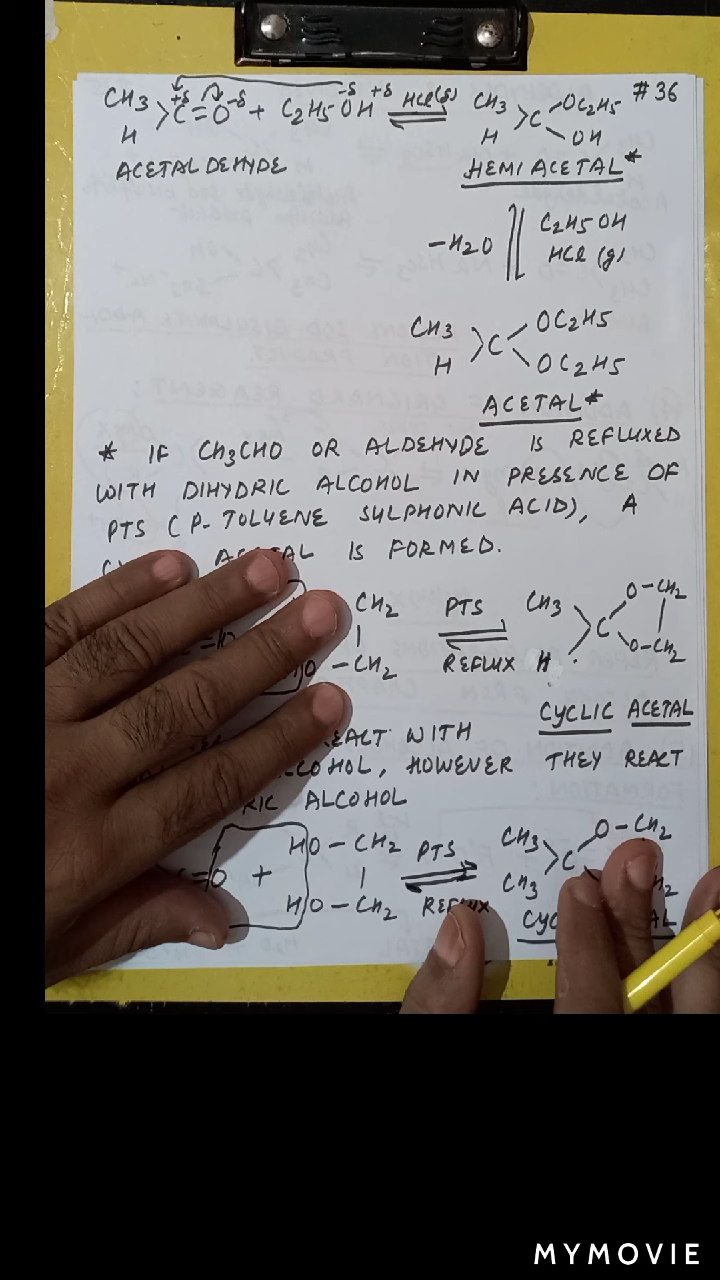 #36
CH3 H >C=O + C2H5OH HCl(g) CH3 H >C OC2H5 OH
+δ -δ -δ +δ
ACETALDEHYDE HEMI ACETAL*
-H2O C2H5OH
HCl (g)
CH3 H >C OC2H5 OC2H5
ACETAL*
* IF CH3CHO OR ALDEHYDE IS REFLUXED
WITH DIHYDRIC ALCOHOL IN PRESENCE OF
PTS (P-TOLUENE SULPHONIC ACID), A
IS FORMED.
CH2 PTS CH3 O-CH2
C
-CH2 REFLUX H O-CH2
CYCLIC ACETAL
WITH
HOWEVER THEY REACT
ALCOHOL
C=O + HO-CH2 PTS CH3 O-CH2
C
HO-CH2 REFLUX CH3